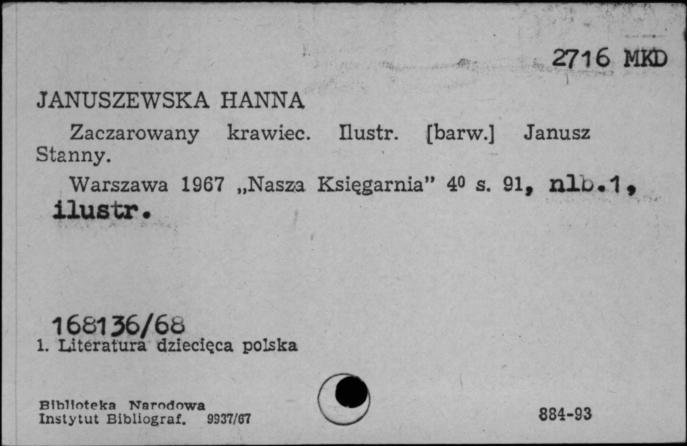 2716 MKD
JANUSZEWSKA HANNA
Zaczarowany krawiec. Ilustr. [barw.] Janusz
Stanny.
Warszawa 1967 „Nasza Księgarnia” 4⁰ s. 91, nlb.1,
ilustr.
168136/68
1. Literatura dziecięca polska
Biblioteka Narodowa
Instytut Bibliograf. 9937/67
884-93